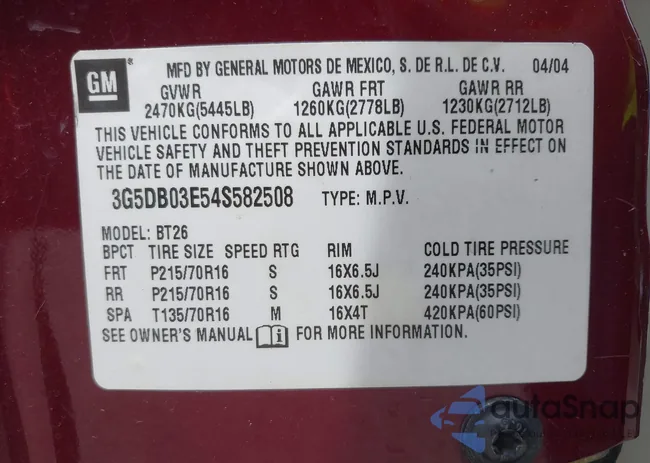 GM
MFD BY GENERAL MOTORS DE MEXICO, S. DE R.L. DE C.V. 04/04
GVWR GAWR FRT GAWR RR
2470KG(5445LB) 1260KG(2778LB) 1230KG(2712LB)
THIS VEHICLE CONFORMS TO ALL APPLICABLE U.S. FEDERAL MOTOR
VEHICLE SAFETY AND THEFT PREVENTION STANDARDS IN EFFECT ON
THE DATE OF MANUFACTURE SHOWN ABOVE.
3G5DB03E54S582508 TYPE: M.P.V.
MODEL: BT26
BPCT TIRE SIZE SPEED RTG RIM COLD TIRE PRESSURE
FRT P215/70R16 S 16X6.5J 240KPA(35PSI)
RR P215/70R16 S 16X6.5J 240KPA(35PSI)
SPA T135/70R16 M 16X4T 420KPA(60PSI)
SEE OWNER'S MANUAL FOR MORE INFORMATION.
autoSnap